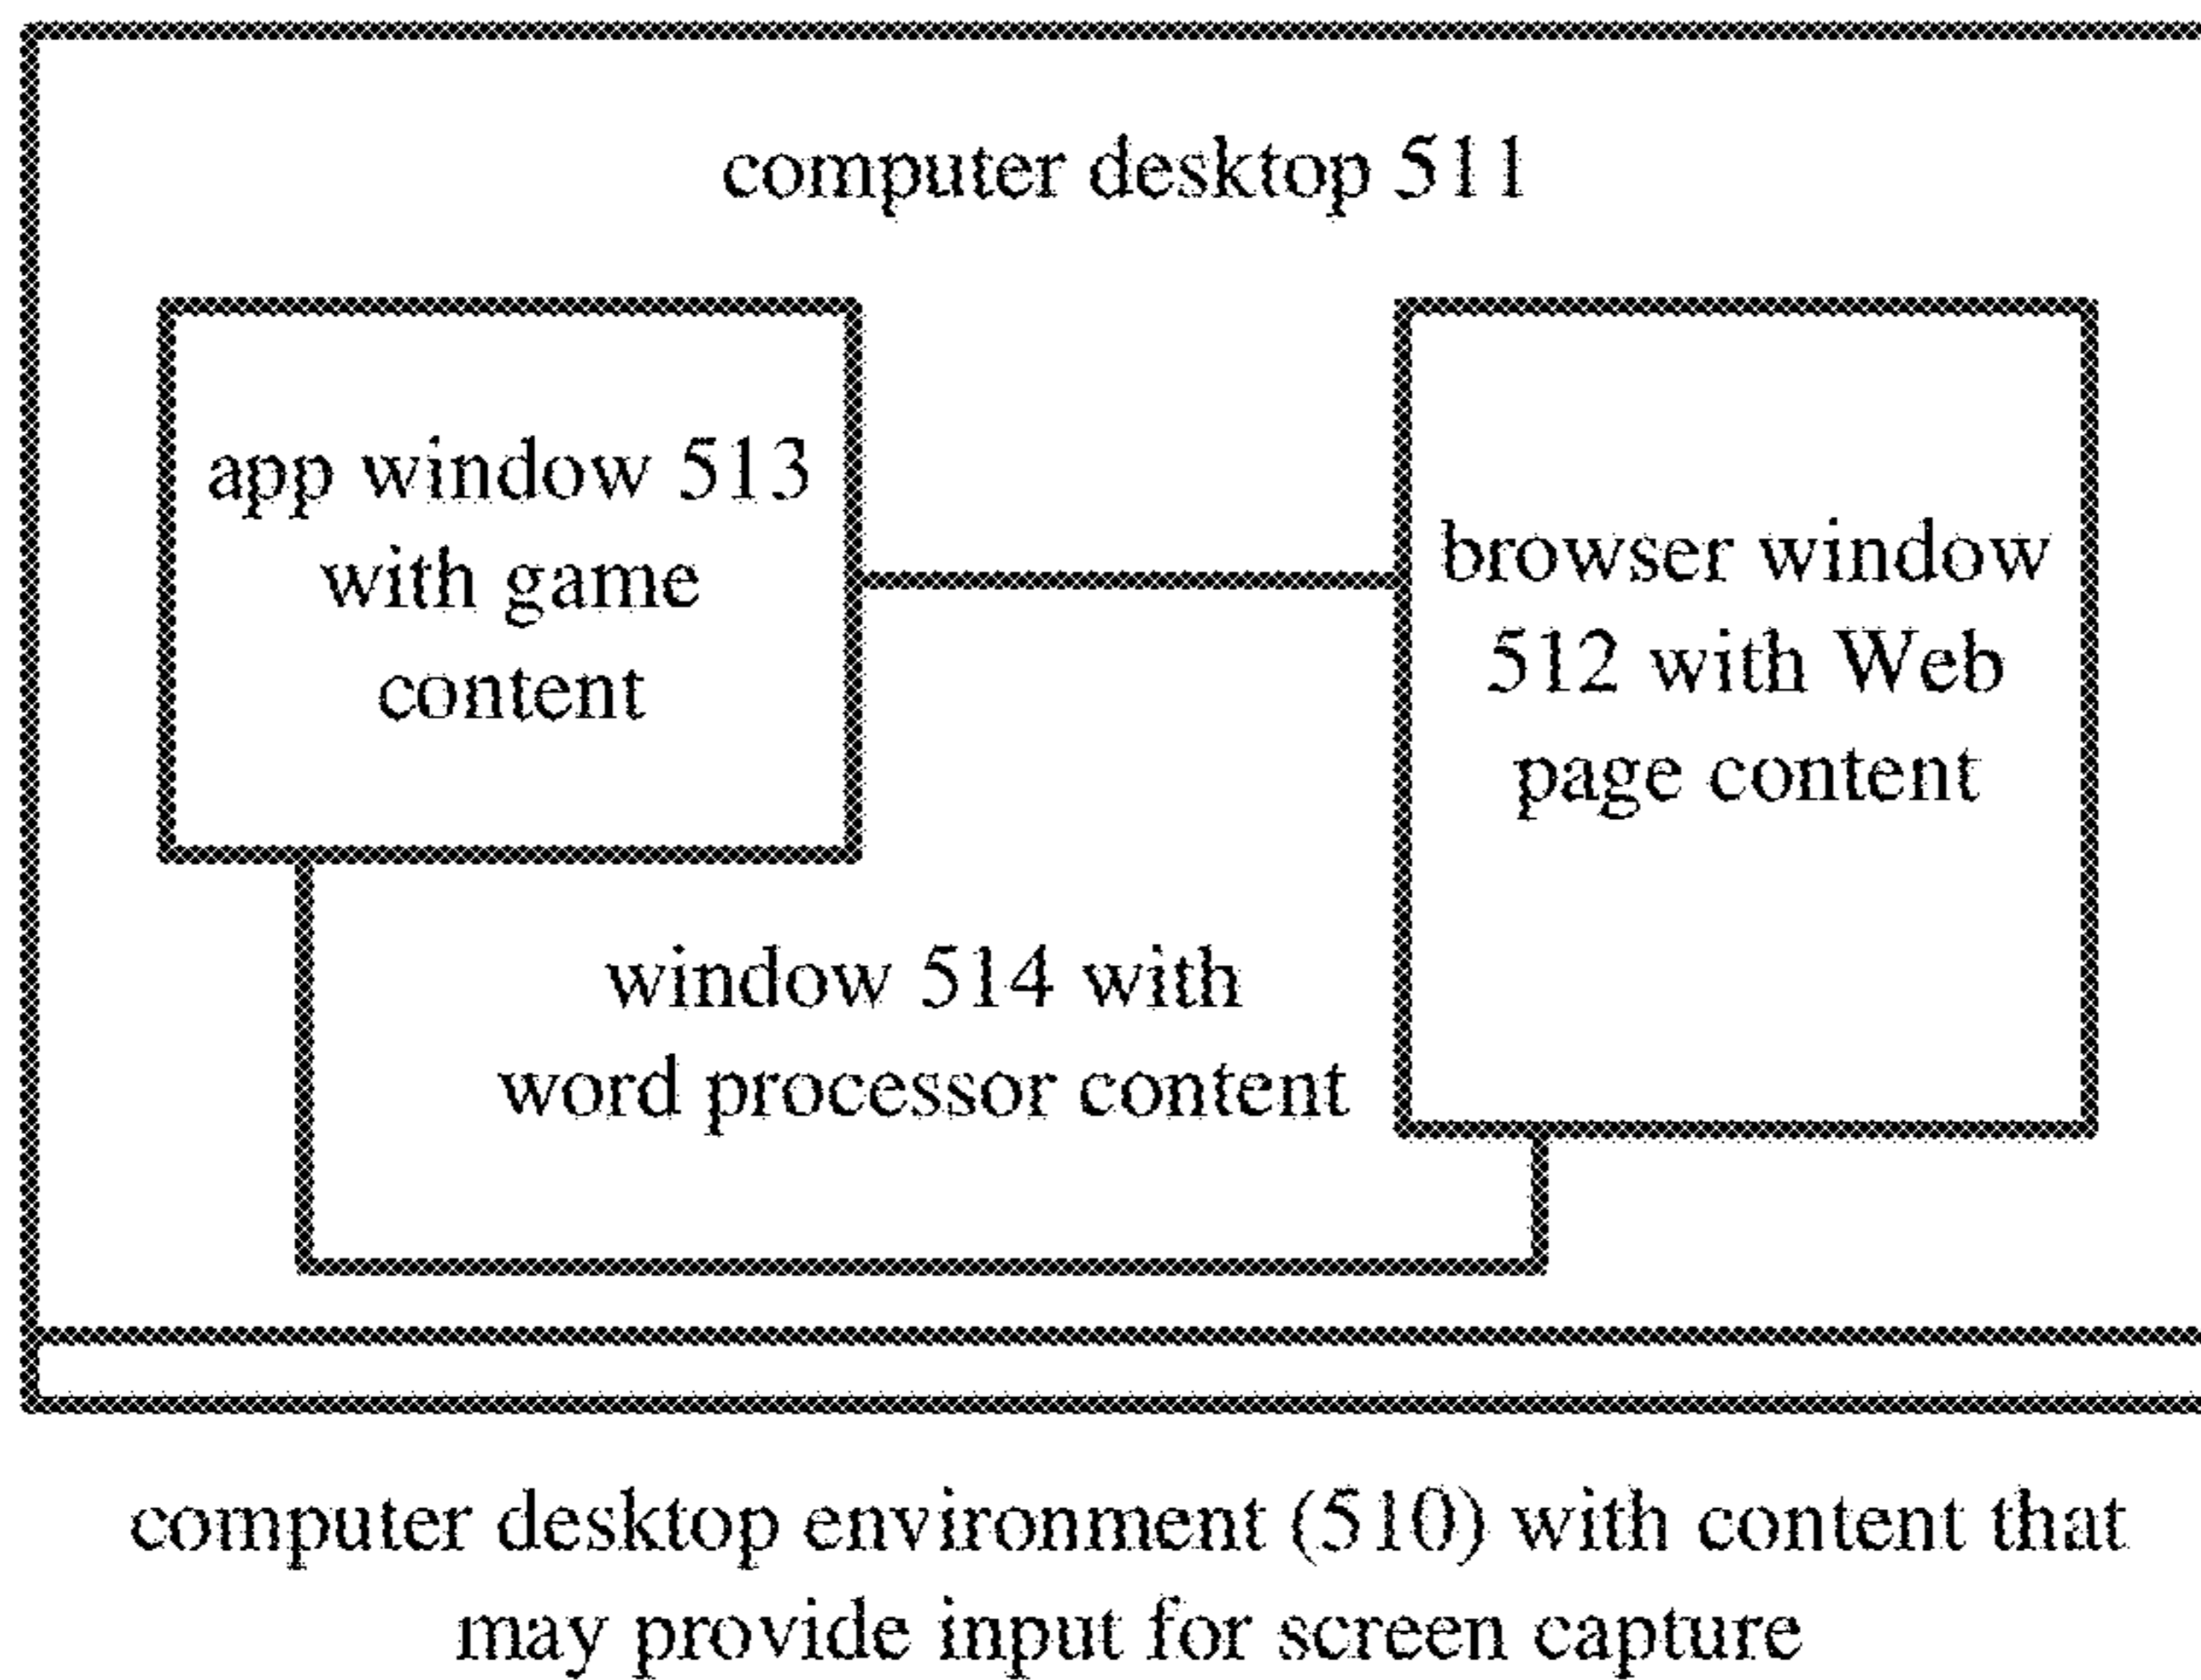 computer desktop 511
app window 513
with game
content
browser window
512 with Web
page content
window 514 with
word processor content
computer desktop environment (510) with content that
may provide input for screen capture